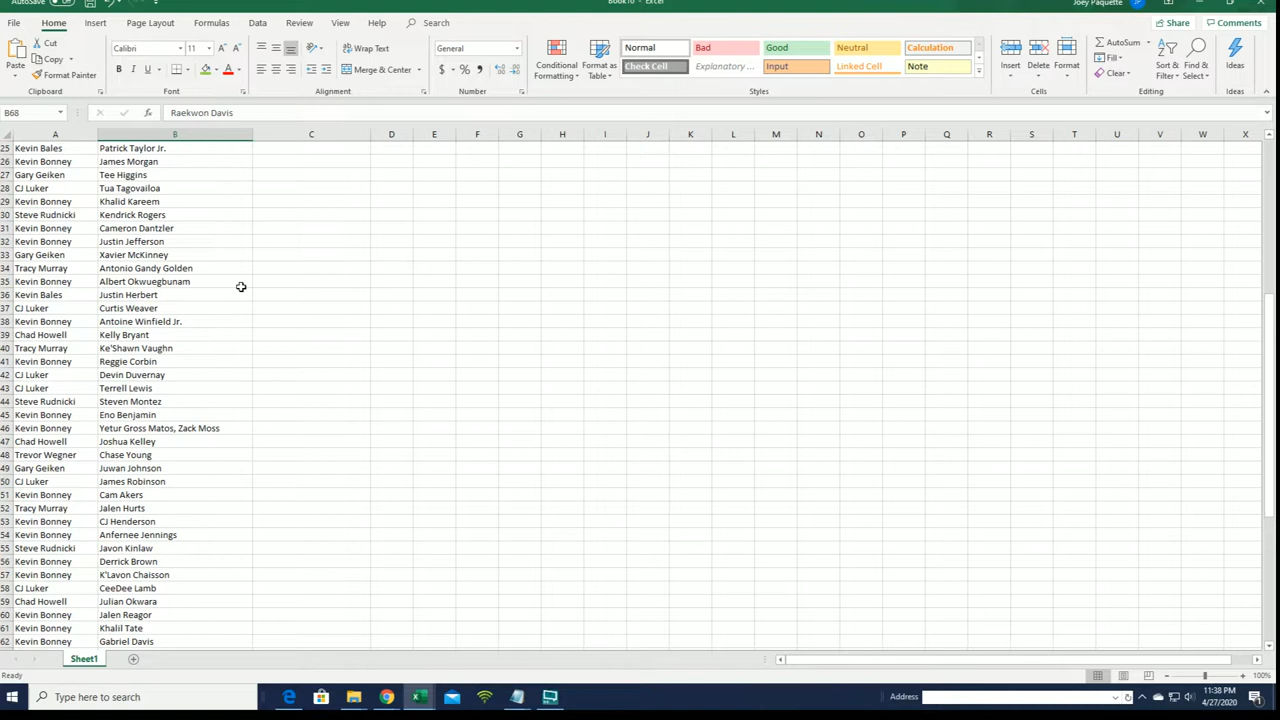 AutoSave Off Book10 - Excel Joey Paquette JP
File Home Insert Page Layout Formulas Data Review View Help Search Share Comments
Paste Cut Copy Format Painter Clipboard
Calibri 11 A A B I U A Font
Wrap Text Merge & Center Alignment
General $ % , Number
Conditional Formatting Format as Table
Normal Bad Good Neutral Calculation
Check Cell Explanatory ... Input Linked Cell Note
Styles
Insert Delete Format Cells
AutoSum Fill Clear Sort & Filter Find & Select Editing
Ideas Ideas
B68 fx Raekwon Davis
A B C D E F G H I J K L M N O P Q R S T U V W X
25 Kevin Bales Patrick Taylor Jr.
26 Kevin Bonney James Morgan
27 Gary Geiken Tee Higgins
28 CJ Luker Tua Tagovailoa
29 Kevin Bonney Khalid Kareem
30 Steve Rudnicki Kendrick Rogers
31 Kevin Bonney Cameron Dantzler
32 Kevin Bonney Justin Jefferson
33 Gary Geiken Xavier McKinney
34 Tracy Murray Antonio Gandy Golden
35 Kevin Bonney Albert Okwuegbunam
36 Kevin Bales Justin Herbert
37 CJ Luker Curtis Weaver
38 Kevin Bonney Antoine Winfield Jr.
39 Chad Howell Kelly Bryant
40 Tracy Murray Ke'Shawn Vaughn
41 Kevin Bonney Reggie Corbin
42 CJ Luker Devin Duvernay
43 CJ Luker Terrell Lewis
44 Steve Rudnicki Steven Montez
45 Kevin Bonney Eno Benjamin
46 Kevin Bonney Yetur Gross Matos, Zack Moss
47 Chad Howell Joshua Kelley
48 Trevor Wegner Chase Young
49 Gary Geiken Juwan Johnson
50 CJ Luker James Robinson
51 Kevin Bonney Cam Akers
52 Tracy Murray Jalen Hurts
53 Kevin Bonney CJ Henderson
54 Kevin Bonney Anfernee Jennings
55 Steve Rudnicki Javon Kinlaw
56 Kevin Bonney Derrick Brown
57 Kevin Bonney K'Lavon Chaisson
58 CJ Luker CeeDee Lamb
59 Chad Howell Julian Okwara
60 Kevin Bonney Jalen Reagor
61 Kevin Bonney Khalil Tate
62 Kevin Bonney Gabriel Davis
Sheet1
Ready 100%
Type here to search Address 11:38 PM
4/27/2020